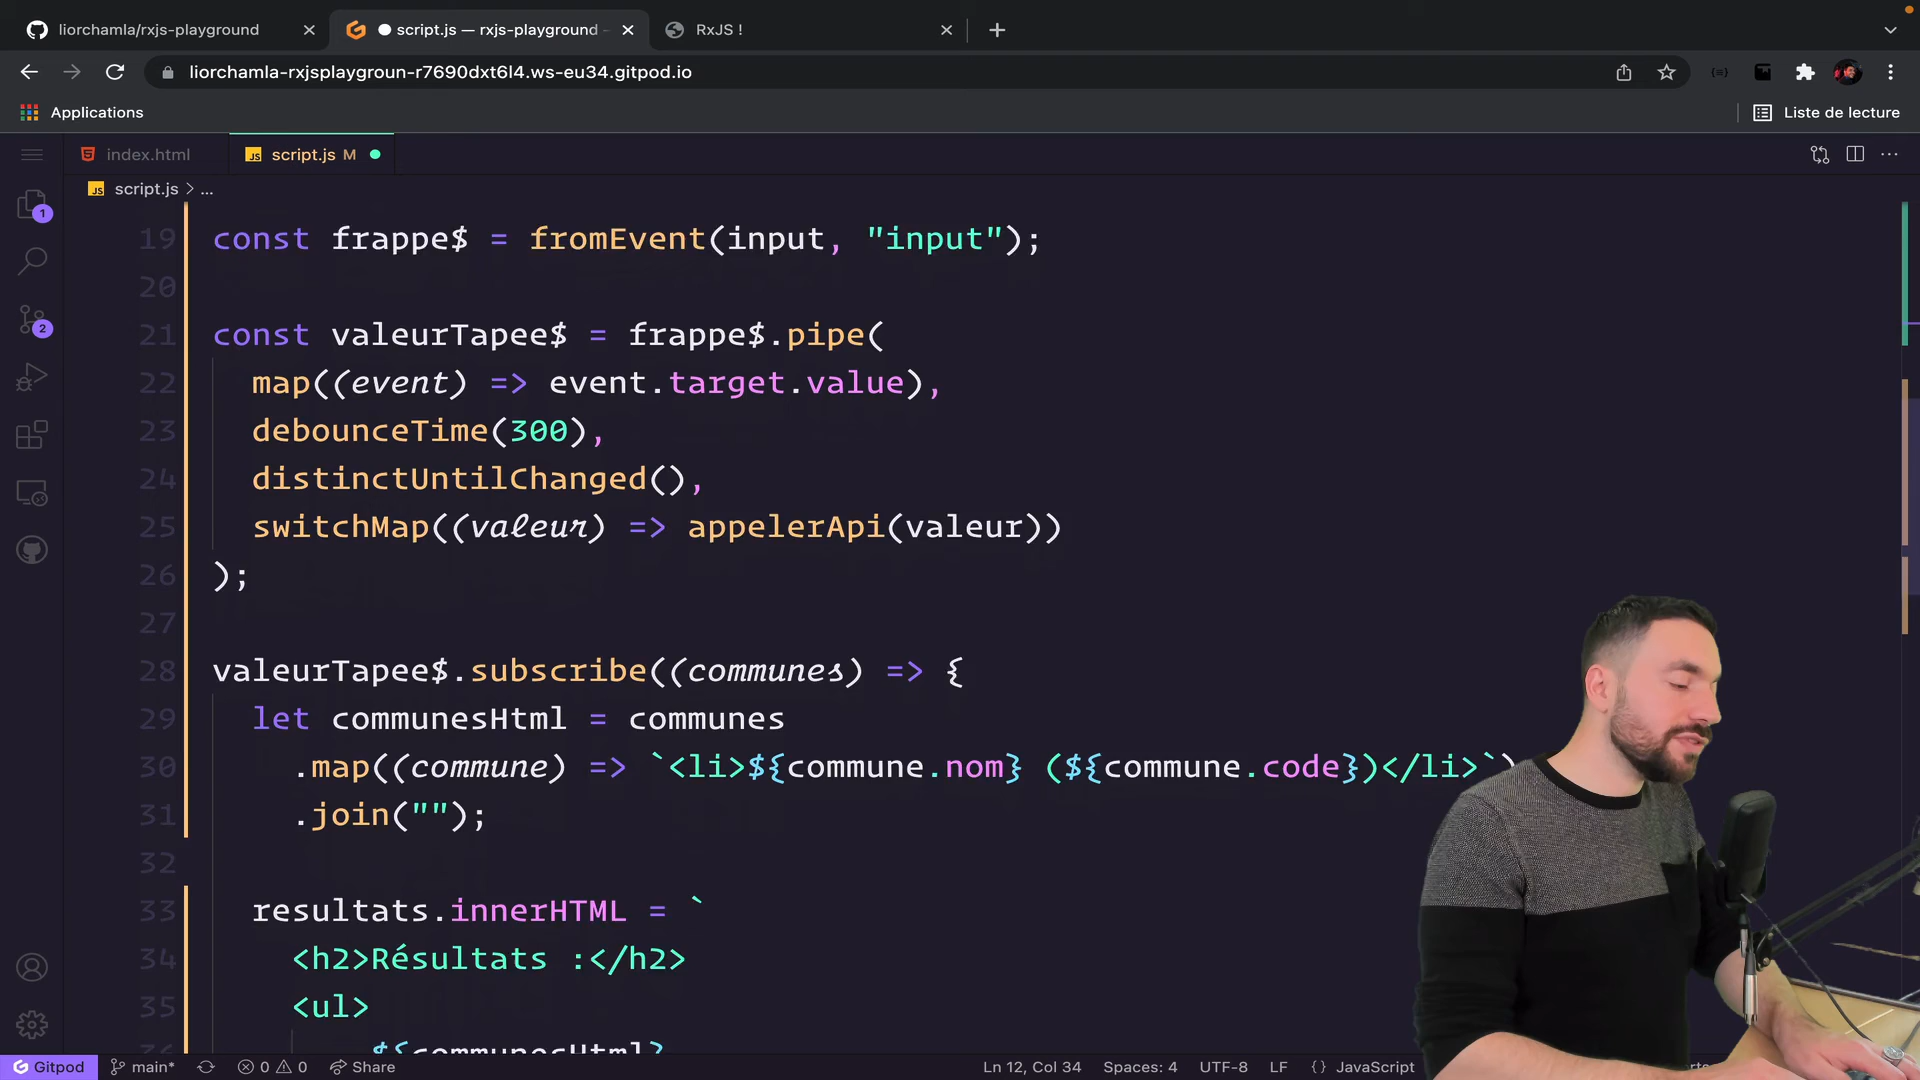 liorchamla/rxjs-playground
script.js — rxjs-playground
RxJS !
liorchamla-rxjsplaygroun-r7690dxt6l4.ws-eu34.gitpod.io
Applications
Liste de lecture
index.html
script.js M
script.js > ...
19 const frappe$ = fromEvent(input, "input");
20
21 const valeurTapee$ = frappe$.pipe(
22 map((event) => event.target.value),
23 debounceTime(300),
24 distinctUntilChanged(),
25 switchMap((valeur) => appelerApi(valeur))
26 );
27
28 valeurTapee$.subscribe((communes) => {
29 let communesHtml = communes
30 .map((commune) => `<li>${commune.nom} (${commune.code})</li>`)
31 .join("");
32
33 resultats.innerHTML = `
34 <h2>Résultats :</h2>
35 <ul>
36 ${communesHtml}
1
2
Gitpod
main*
0
0
Share
Ln 12, Col 34
Spaces: 4
UTF-8
LF
{} JavaScript